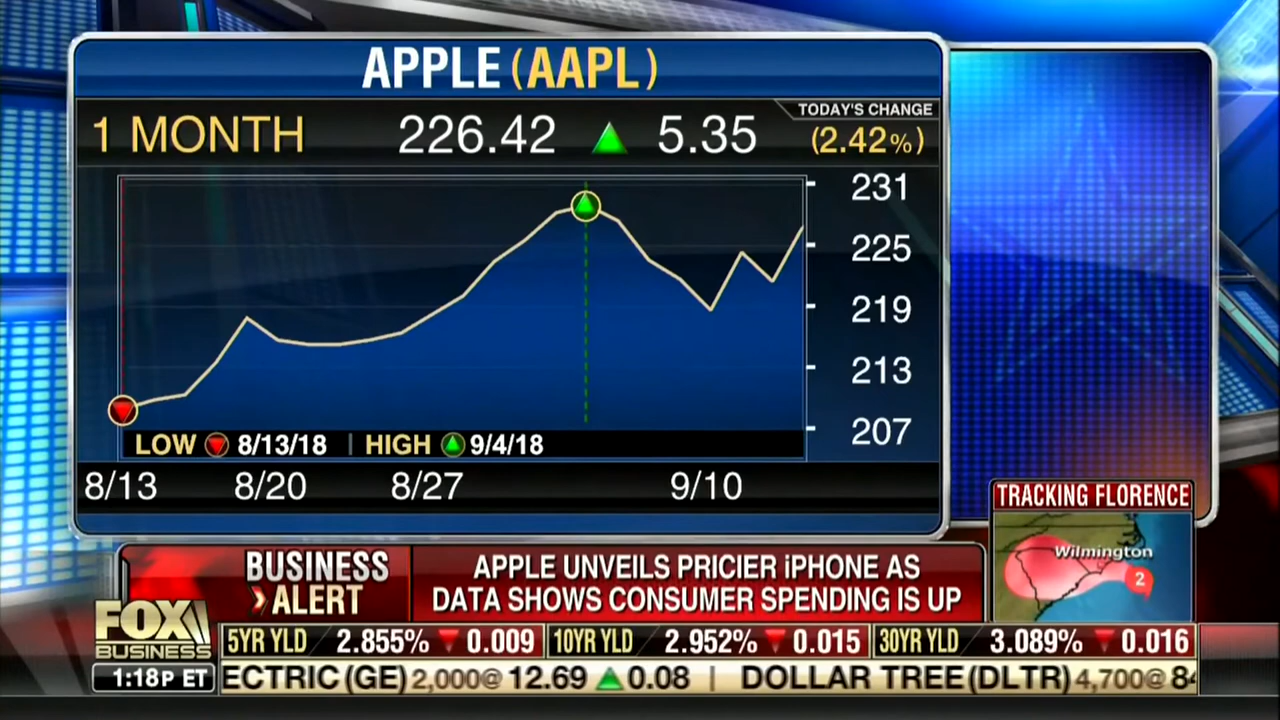 APPLE (AAPL)
1 MONTH 226.42 5.35
TODAY'S CHANGE
(2.42%)
231
225
219
213
207
LOW 8/13/18 | HIGH 9/4/18
8/13 8/20 8/27 9/10
TRACKING FLORENCE
Wilmington
2
BUSINESS
ALERT
APPLE UNVEILS PRICIER iPHONE AS
DATA SHOWS CONSUMER SPENDING IS UP
FOX
BUSINESS
5YR YLD 2.855% 0.009 10YR YLD 2.952% 0.015 30YR YLD 3.089% 0.016
1:18P ET
ECTRIC (GE) 2,000@ 12.69 0.08 | DOLLAR TREE (DLTR) 4,700@ 84